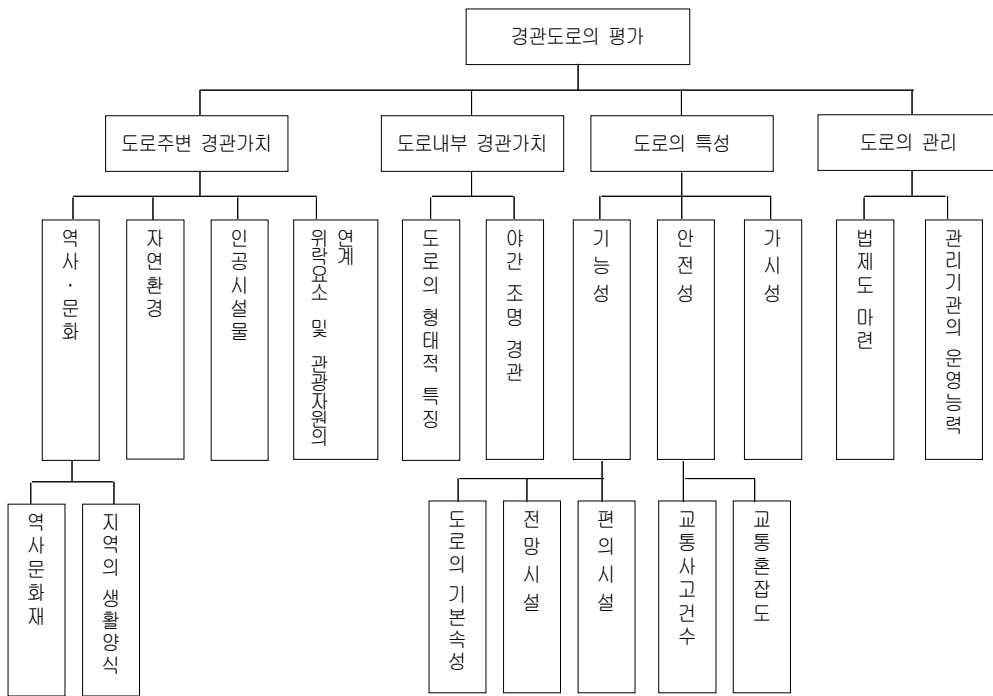 경관도로의 평가
도로주변 경관가치
도로내부 경관가치
도로의 특성
도로의 관리
역사·문화
자연환경
인공시설물
연계
위락요소 및 관광자원의
도로의 형태적 특징
야간 조명 경관
기능성
안전성
가시성
법제도 마련
관리기관의 운영능력
역사문화재
지역의 생활양식
도로의 기본속성
전망시설
편의시설
교통사고건수
교통혼잡도